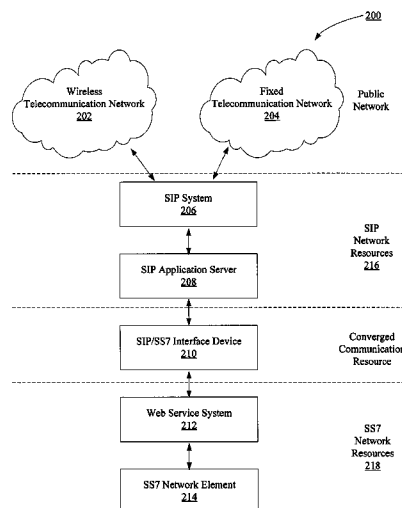 200
Wireless
Telecommunication Network
202
Fixed
Telecommunication Network
204
Public
Network
SIP System
206
SIP Application Server
208
SIP
Network
Resources
216
SIP/SS7 Interface Device
210
Converged
Communication
Resource
Web Service System
212
SS7 Network Element
214
SS7
Network
Resources
218